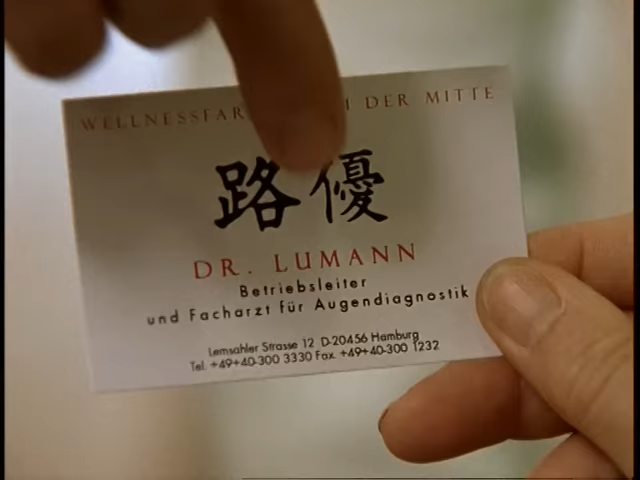 WELLNESSFAR I DER MITTE
路優
DR. LUMANN
Betriebsleiter
und Facharzt für Augendiagnostik
Lemsahler Strasse 12 D-20456 Hamburg
Tel. +49+40-300 3330 Fax. +49+40-300 1232